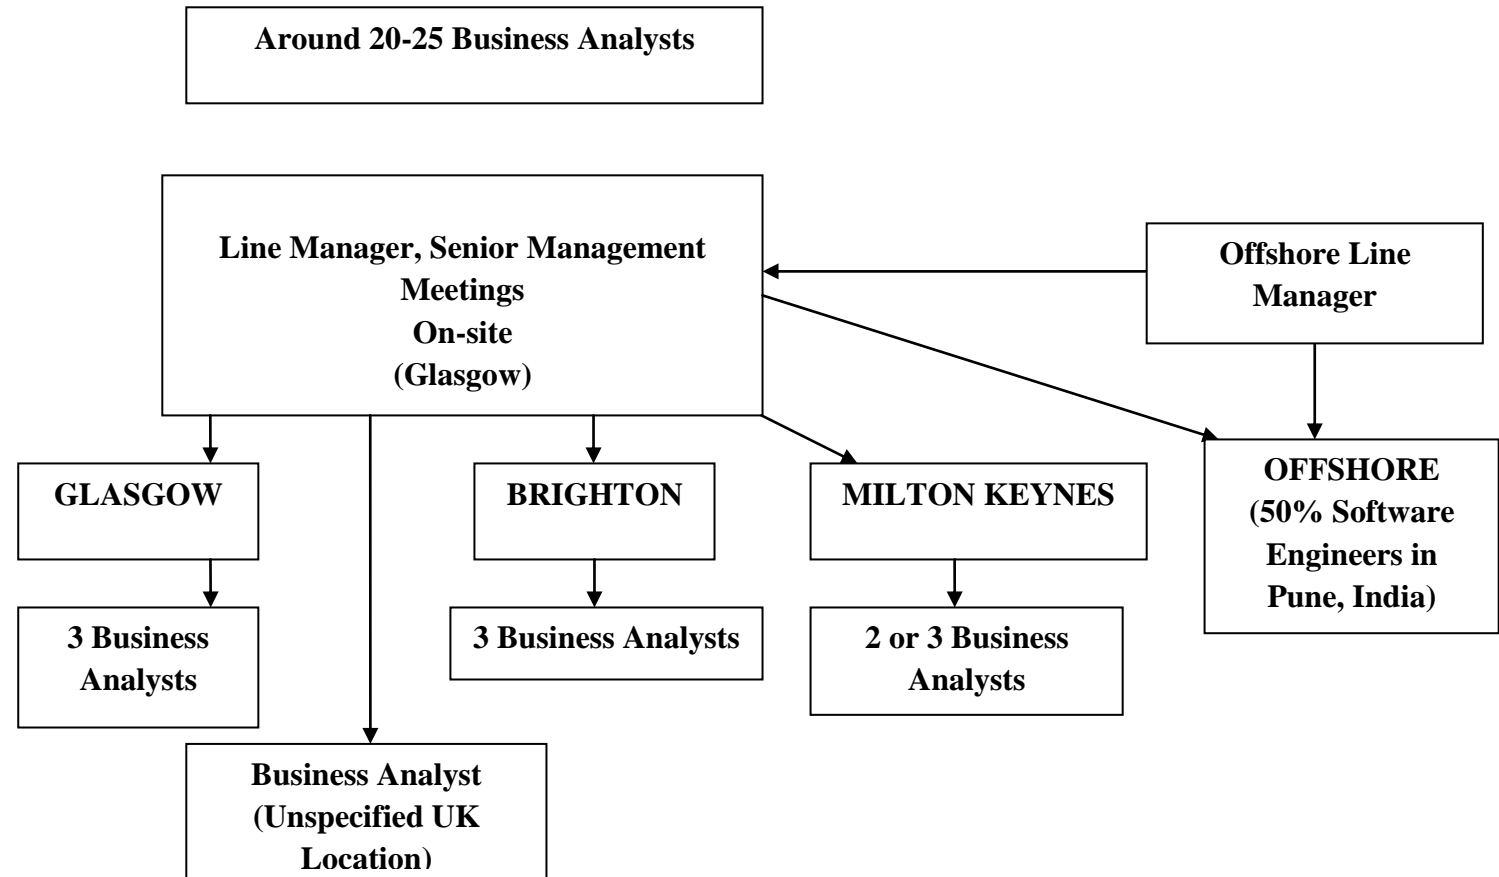 Around 20-25 Business Analysts
Line Manager, Senior Management
Meetings
On-site
(Glasgow)
Offshore Line
Manager
GLASGOW
BRIGHTON
MILTON KEYNES
OFFSHORE
(50% Software
Engineers in
Pune, India)
3 Business
Analysts
3 Business Analysts
2 or 3 Business
Analysts
Business Analyst
(Unspecified UK
Location)